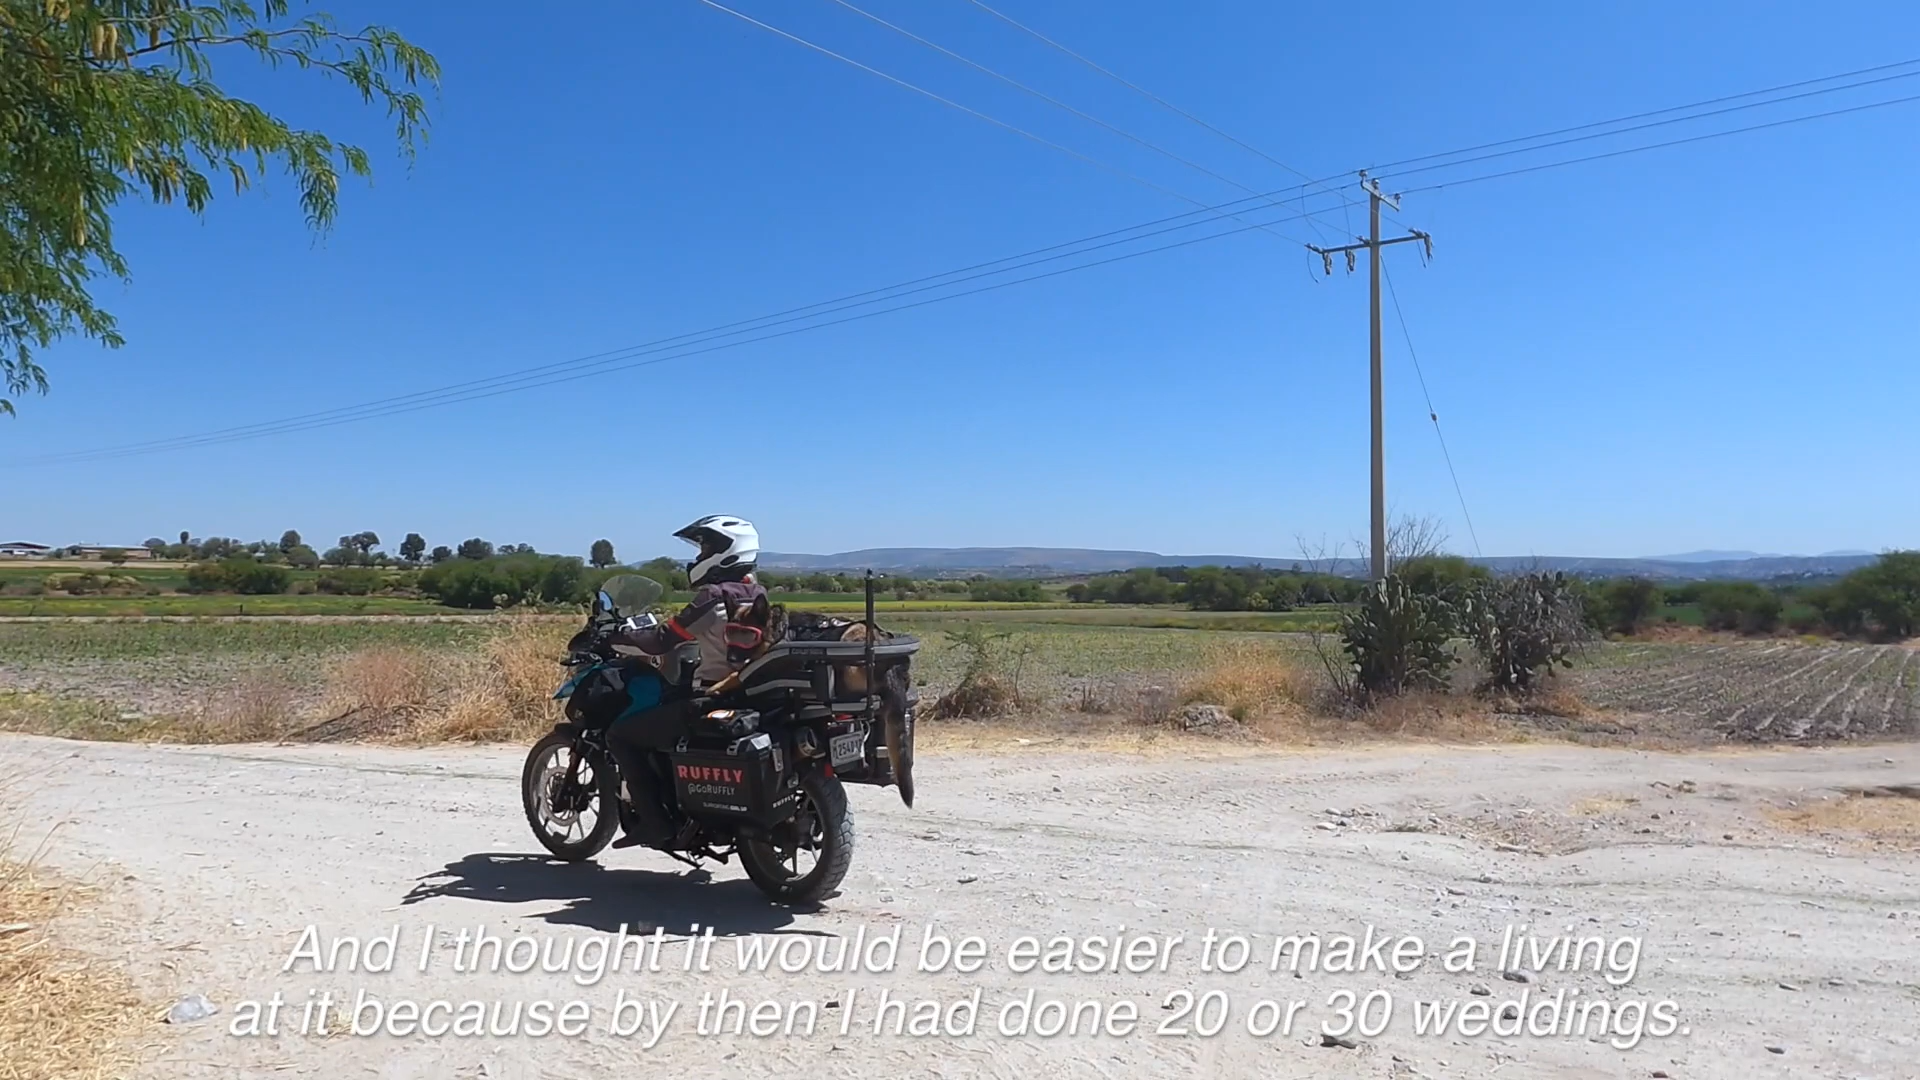 RUFFLY
@GoRUFFLY
RUFFLY
And I thought it would be easier to make a living
at it because by then I had done 20 or 30 weddings.